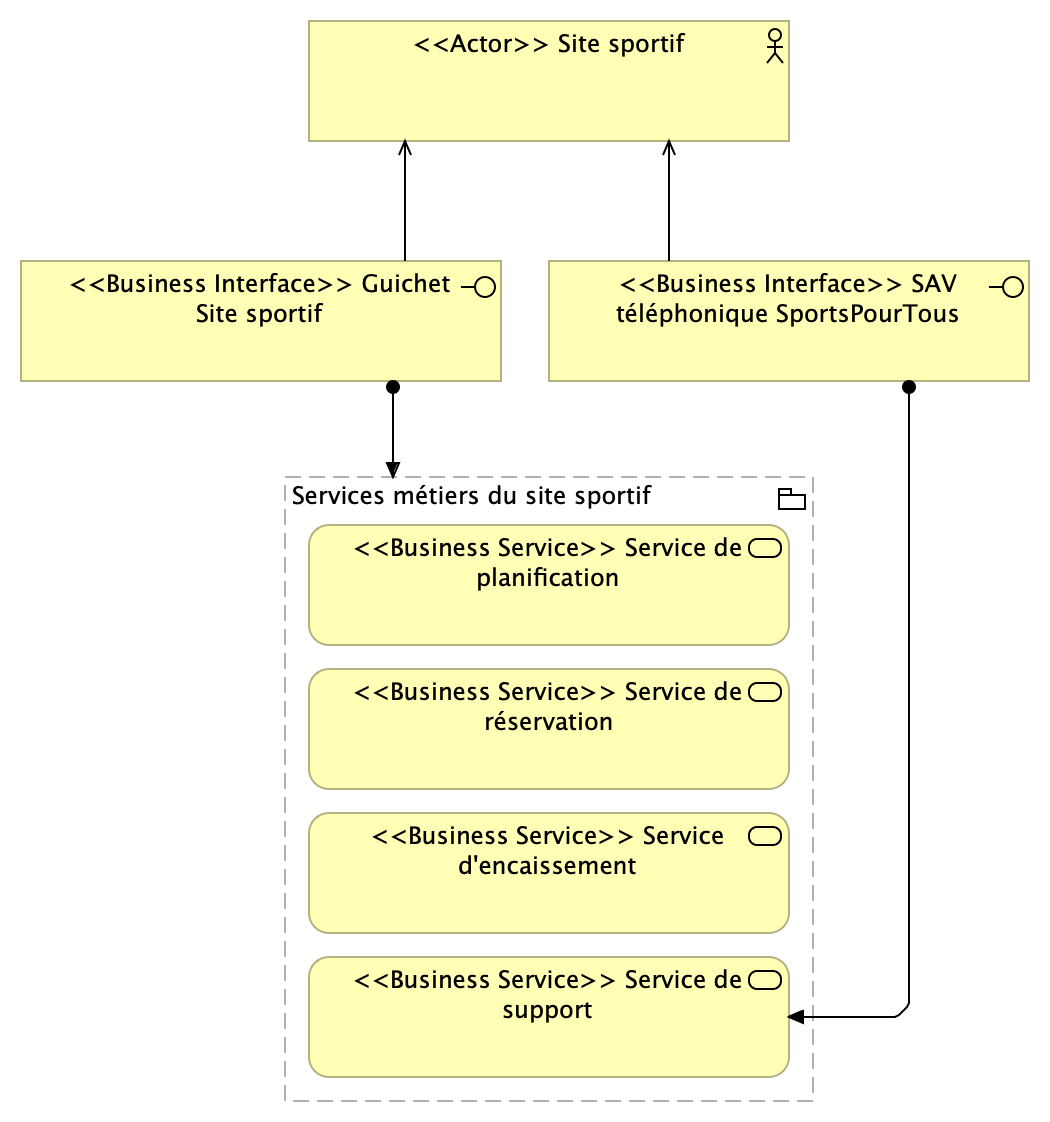 <<Actor>> Site sportif
<<Business Interface>> Guichet
Site sportif
<<Business Interface>> SAV
téléphonique SportsPourTous
Services métiers du site sportif
<<Business Service>> Service de
planification
<<Business Service>> Service de
réservation
<<Business Service>> Service
d'encaissement
<<Business Service>> Service de
support